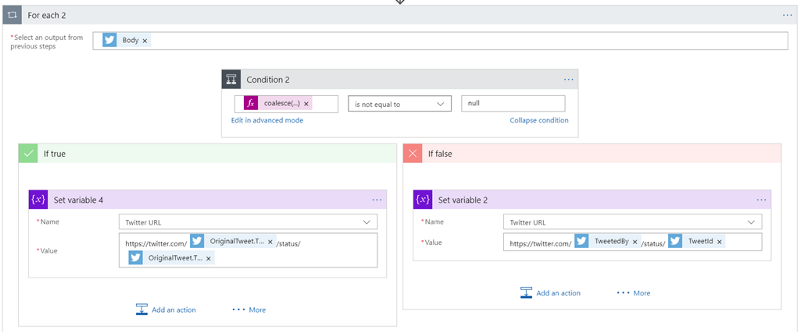 For each 2
*Select an output from
previous steps
Body ×
Condition 2
fx coalesce(...) ×
is not equal to
null
Edit in advanced mode
Collapse condition
If true
If false
{x} Set variable 4
{x} Set variable 2
*Name
Twitter URL
*Name
Twitter URL
*Value
https://twitter.com/ OriginalTweet.T... × /status/
OriginalTweet.T... ×
*Value
https://twitter.com/ TweetedBy × /status/ TweetId ×
Add an action
More
Add an action
More